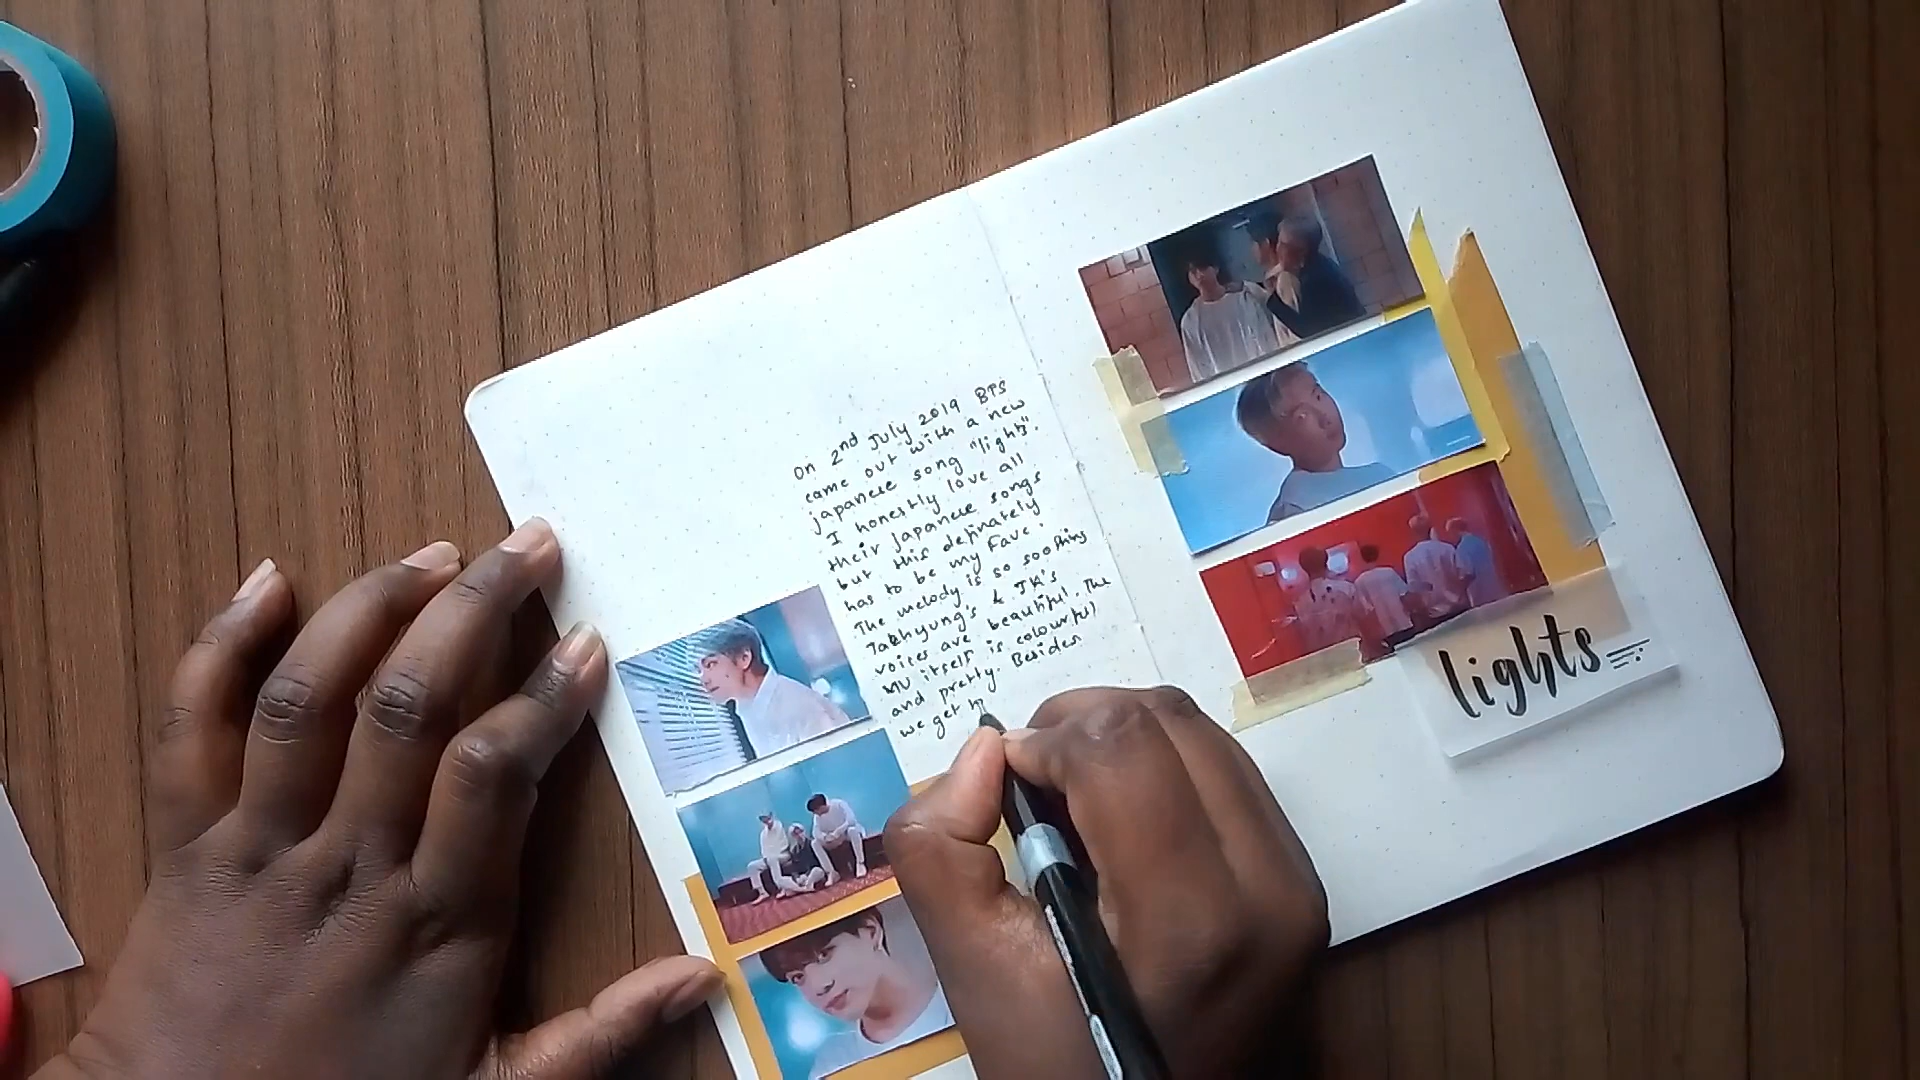 On 2nd July 2019 BTS
came out with a new
japanese song "lights".
I honestly love all
their japanese songs
but this definately
has to be my fave.
The melody is so soothing
Taehyung's & JK's
voices are beautiful. The
MV itself is colourful
and pretty. Besides
we get
lights